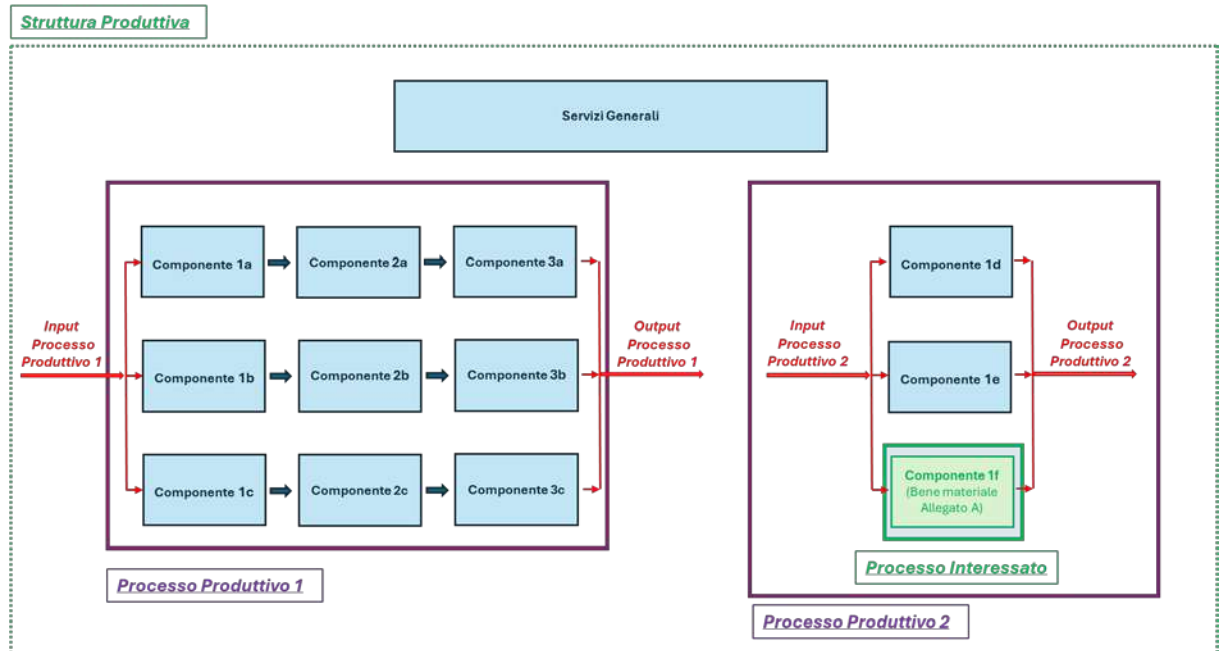 Struttura Produttiva
Servizi Generali
Componente 1a
Componente 2a
Componente 3a
Input
Processo
Produttivo 1
Output
Processo
Produttivo 1
Componente 1b
Componente 2b
Componente 3b
Componente 1c
Componente 2c
Componente 3c
Processo Produttivo 1
Componente 1d
Input
Processo
Produttivo 2
Output
Processo
Produttivo 2
Componente 1e
Componente 1f
(Bene materiale
Allegato A)
Processo Interessato
Processo Produttivo 2